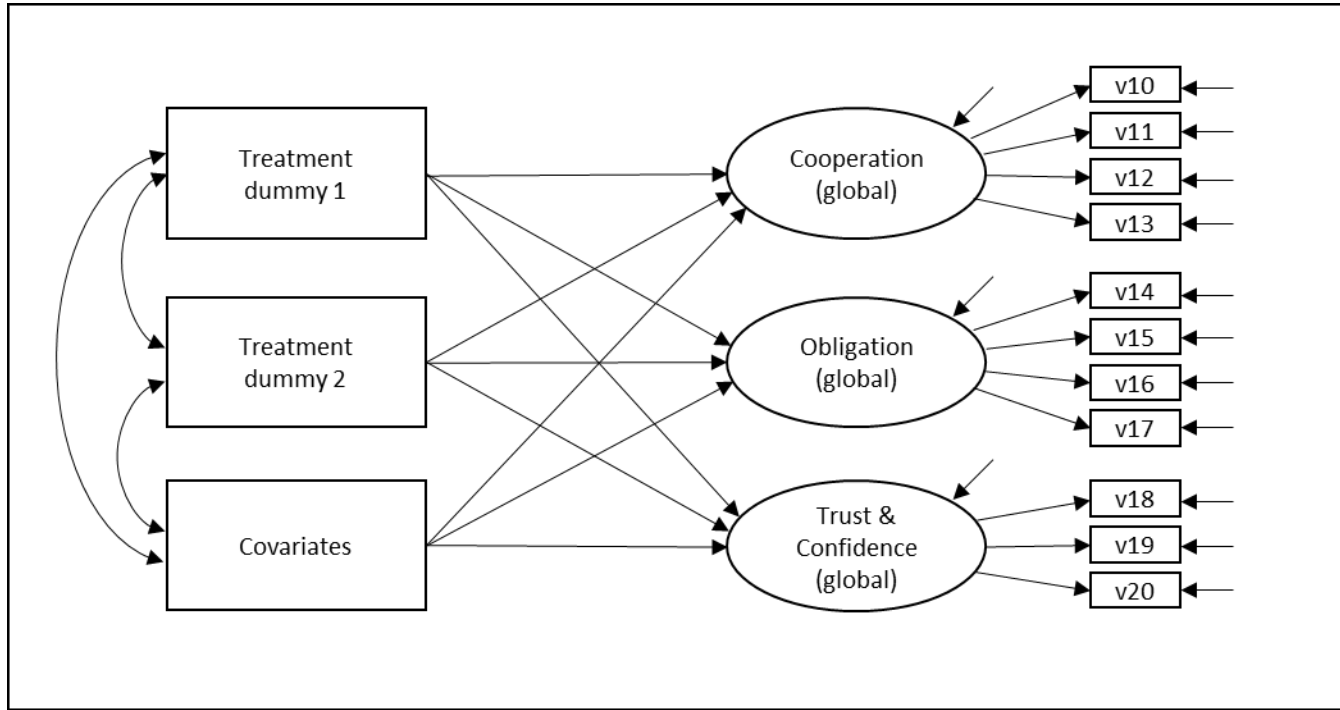 Treatment
dummy 1
Treatment
dummy 2
Covariates
Cooperation
(global)
Obligation
(global)
Trust &
Confidence
(global)
v10
v11
v12
v13
v14
v15
v16
v17
v18
v19
v20